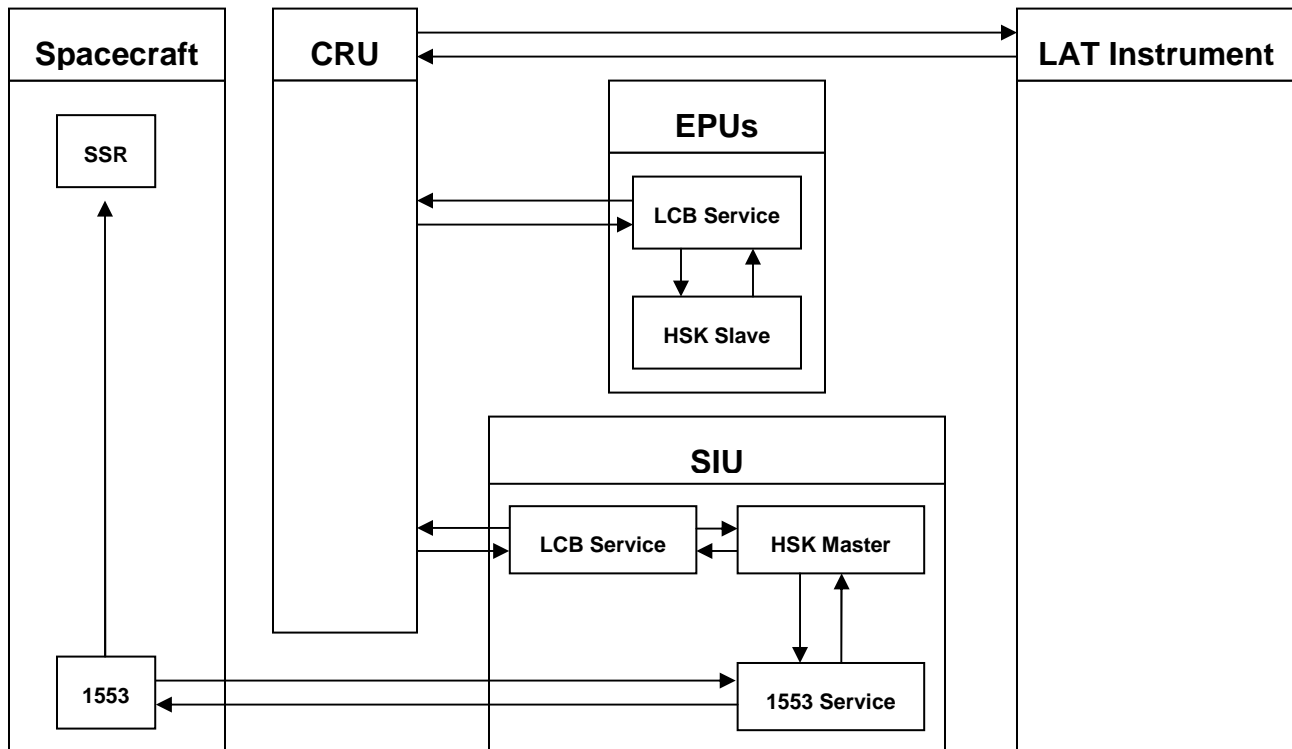 Spacecraft
CRU
LAT Instrument
EPUs
SSR
LCB Service
HSK Slave
SIU
LCB Service
HSK Master
1553
1553 Service